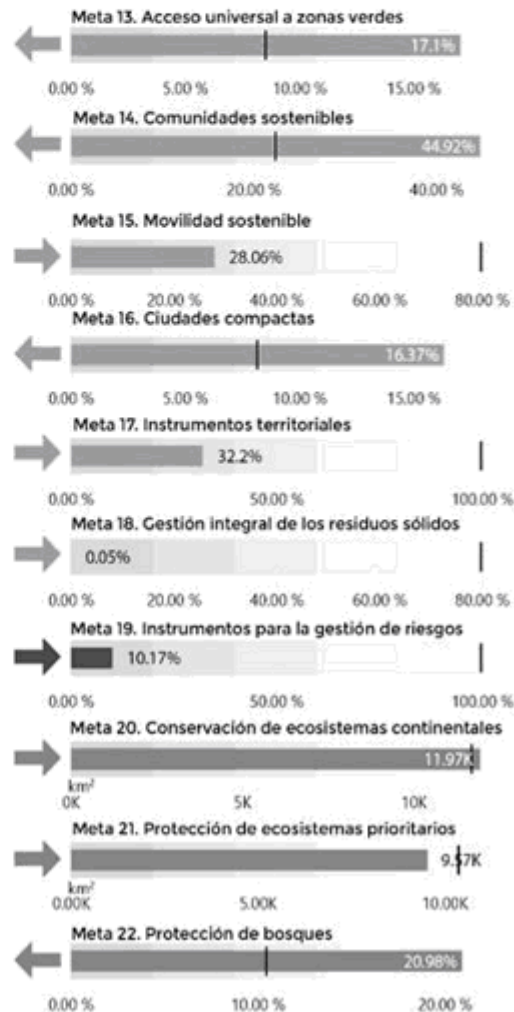 Meta 13. Acceso universal a zonas verdes
17.1%
0.00 % 5.00 % 10.00 % 15.00 %
Meta 14. Comunidades sostenibles
44.92%
0.00 % 20.00 % 40.00 %
Meta 15. Movilidad sostenible
28.06%
0.00 % 20.00 % 40.00 % 60.00 % 80.00 %
Meta 16. Ciudades compactas
16.37%
0.00 % 5.00 % 10.00 % 15.00 %
Meta 17. Instrumentos territoriales
32.2%
0.00 % 50.00 % 100.00 %
Meta 18. Gestión integral de los residuos sólidos
0.05%
0.00 % 20.00 % 40.00 % 60.00 % 80.00 %
Meta 19. Instrumentos para la gestión de riesgos
10.17%
0.00 % 50.00 % 100.00 %
Meta 20. Conservación de ecosistemas continentales
11.97K
km²
0K 5K 10K
Meta 21. Protección de ecosistemas prioritarios
9.57K
km²
0.00K 5.00K 10.00K
Meta 22. Protección de bosques
20.98%
0.00 % 10.00 % 20.00 %